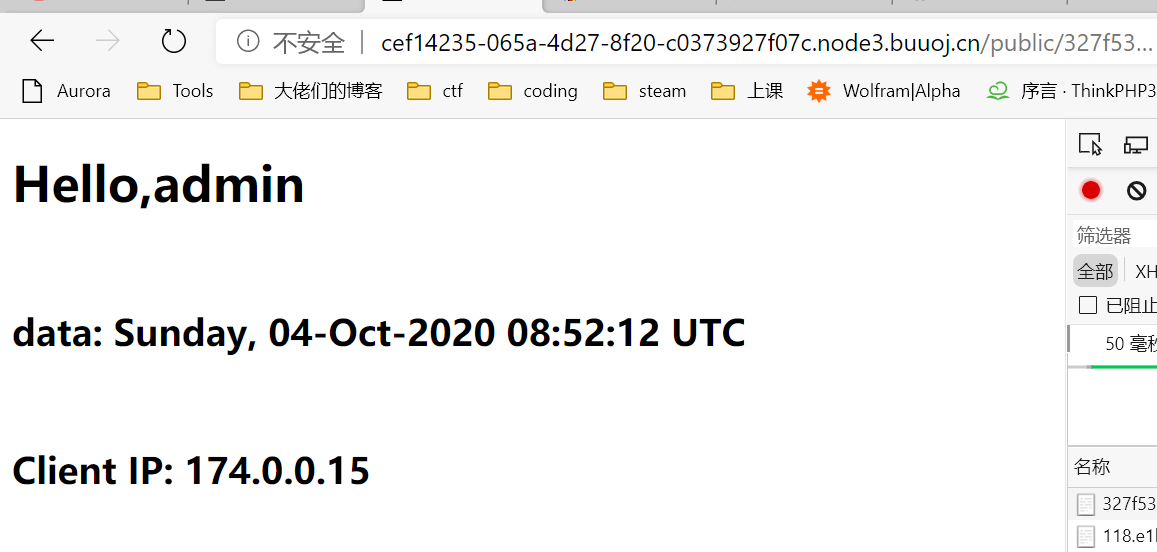 不安全 | cef14235-065a-4d27-8f20-c0373927f07c.node3.buuoj.cn/public/327f53...
Aurora Tools 大佬们的博客 ctf coding steam 上课 Wolfram|Alpha 序言 · ThinkPHP3
Hello,admin
data: Sunday, 04-Oct-2020 08:52:12 UTC
Client IP: 174.0.0.15
筛选器
全部 XH
已阻止
50 毫秒
名称
327f53
118.e1